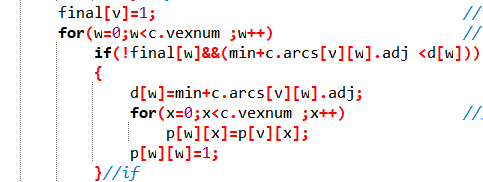 final[v]=1; //
for(w=0;w<c.vexnum ;w++) //
if(!final[w]&&(min+c.arcs[v][w].adj <d[w]))
{
d[w]=min+c.arcs[v][w].adj;
for(x=0;x<c.vexnum ;x++) //
p[w][x]=p[v][x];
p[w][w]=1;
}//if